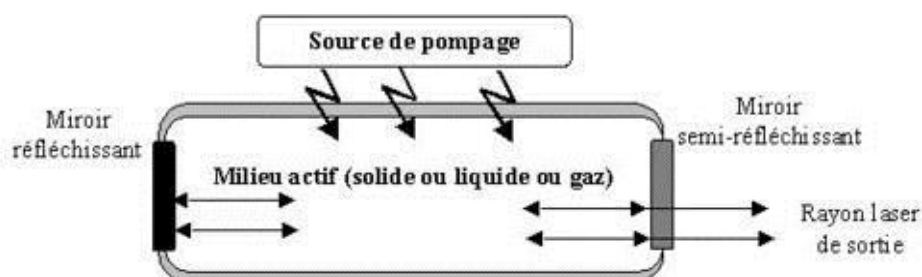 Source de pompage
Miroir
réfléchissant
Miroir
semi-réfléchissant
Milieu actif (solide ou liquide ou gaz)
Rayon laser
de sortie